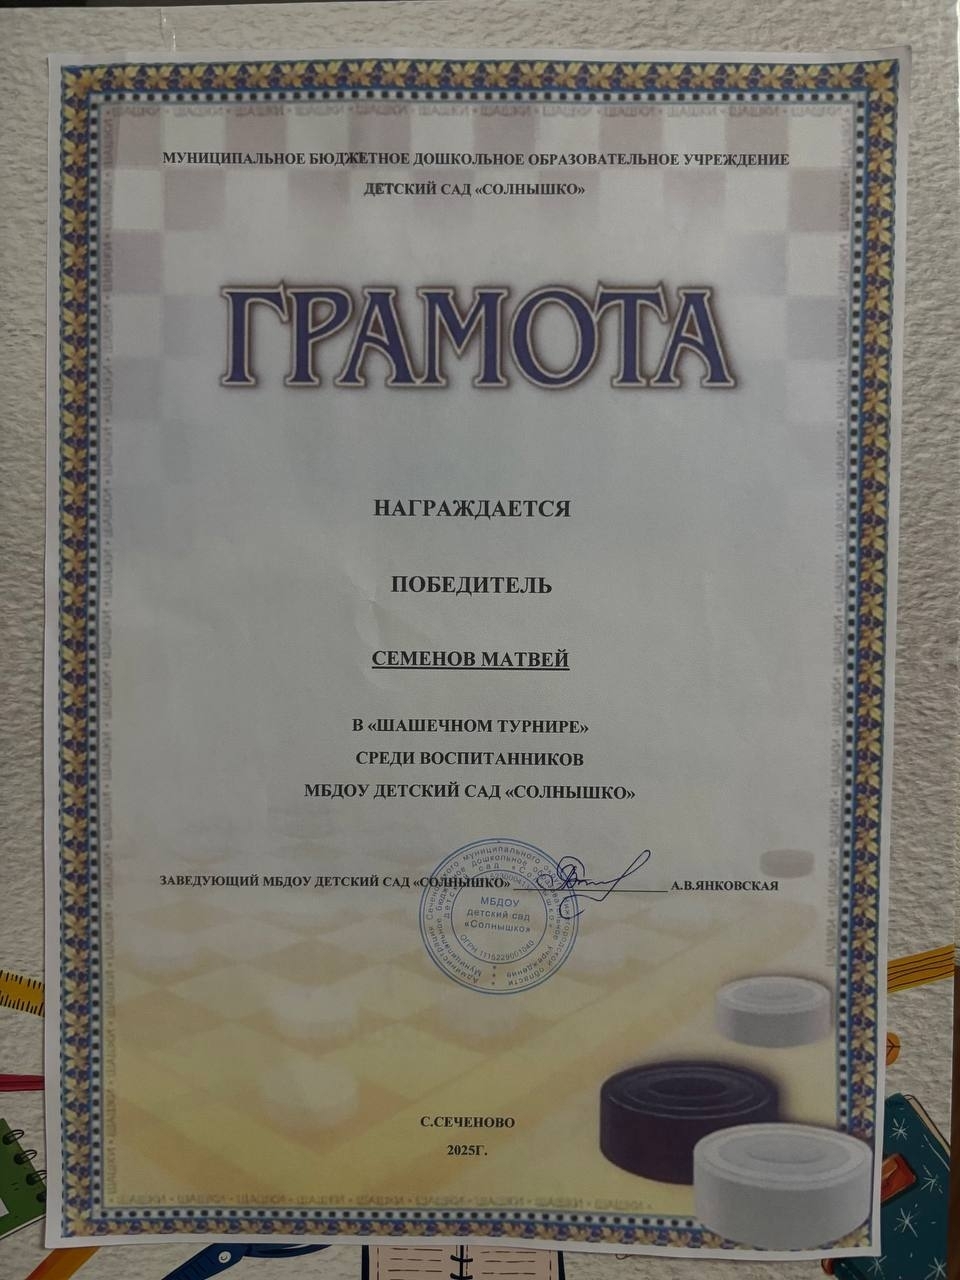 МУНИЦИПАЛЬНОЕ БЮДЖЕТНОЕ ДОШКОЛЬНОЕ ОБРАЗОВАТЕЛЬНОЕ УЧРЕЖДЕНИЕ
ДЕТСКИЙ САД «СОЛНЫШКО»
ГРАМОТА
НАГРАЖДАЕТСЯ
ПОБЕДИТЕЛЬ
СЕМЕНОВ МАТВЕЙ
В «ШАШЕЧНОМ ТУРНИРЕ»
СРЕДИ ВОСПИТАННИКОВ
МБДОУ ДЕТСКИЙ САД «СОЛНЫШКО»
ЗАВЕДУЮЩИЙ МБДОУ ДЕТСКИЙ САД «СОЛНЫШКО» А.В.ЯНКОВСКАЯ
МБДОУ
детский сад
«Солнышко»
С.СЕЧЕНОВО
2025Г.